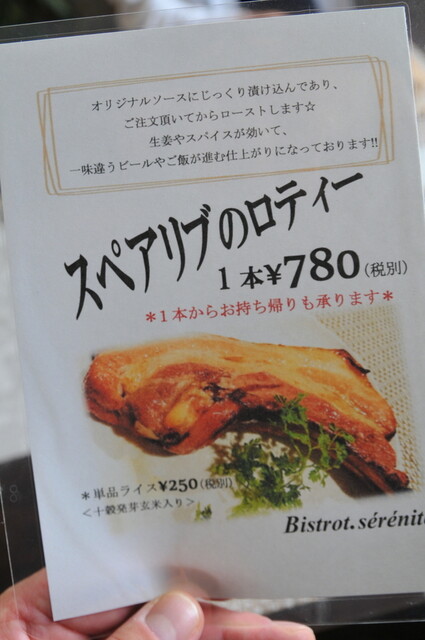 オリジナルソースにじっくり漬け込んであり、
ご注文頂いてからローストします☆
生姜やスパイスが効いて、
一味違うビールやご飯が進む仕上がりになっております!!
スペアリブのロティー
1本¥780(税別)
*1本からお持ち帰りも承ります*
*単品ライス¥250(税別)
<十穀発芽玄米入り>
Bistrot.sérénité